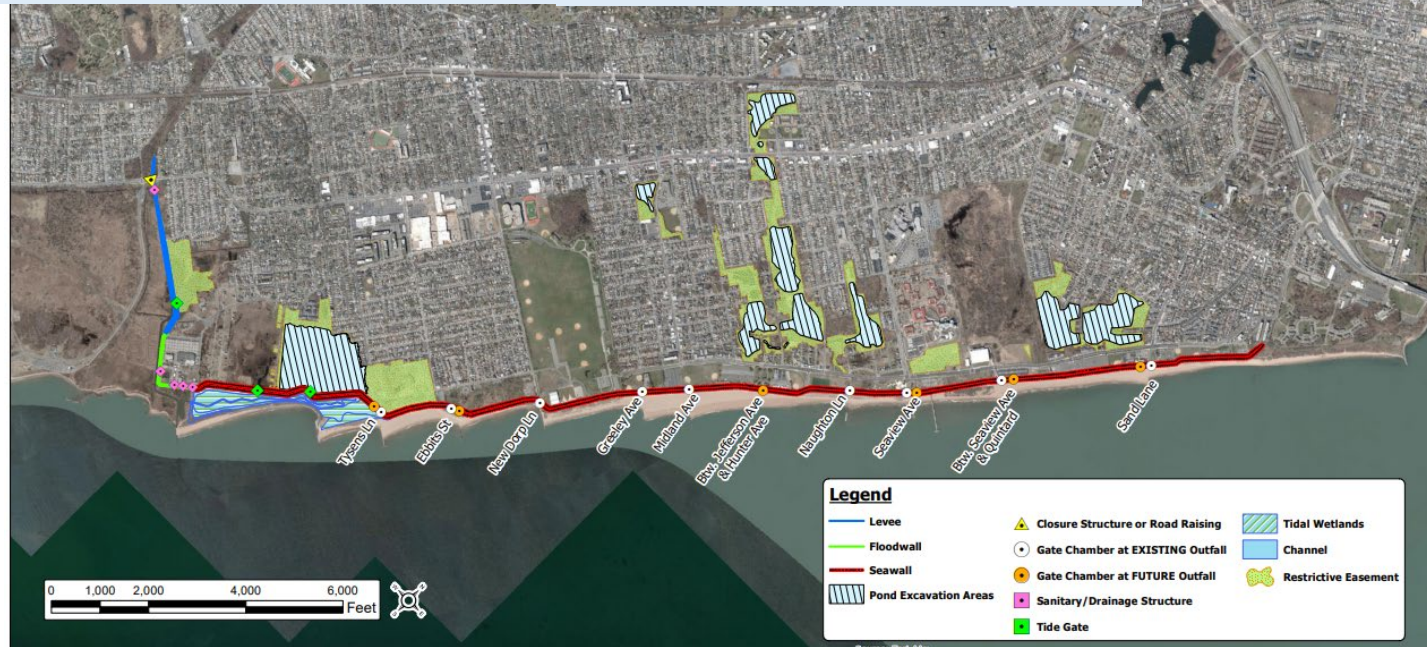 Tysens Ln
Ebbits St
New Dorp Ln
Greeley Ave
Midland Ave
Btw. Jefferson Ave
& Hunter Ave
Naughton Ln
Seaview Ave
Btw. Seaview Ave
& Quintard
Sand Lane
Legend
Levee
Floodwall
Seawall
Pond Excavation Areas
Closure Structure or Road Raising
Gate Chamber at EXISTING Outfall
Gate Chamber at FUTURE Outfall
Sanitary/Drainage Structure
Tide Gate
Tidal Wetlands
Channel
Restrictive Easement
0 1,000 2,000 4,000 6,000
Feet